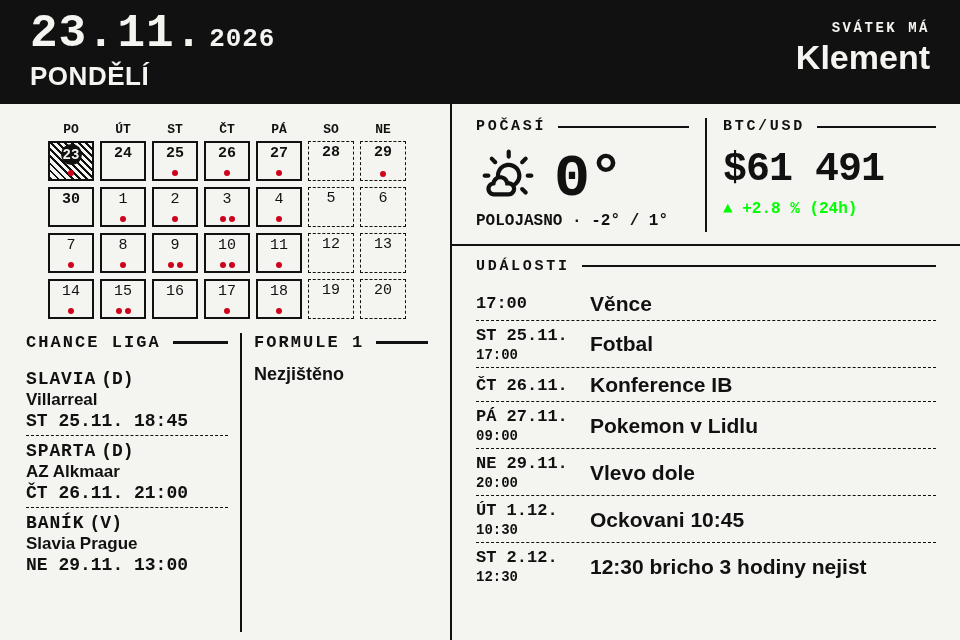 23.11. 2026
PONDĚLÍ
SVÁTEK MÁ
Klement
PO ÚT ST ČT PÁ SO NE
23 24 25 26 27 28 29
30 1 2 3 4 5 6
7 8 9 10 11 12 13
14 15 16 17 18 19 20
CHANCE LIGA
SLAVIA (D)
Villarreal
ST 25.11. 18:45
SPARTA (D)
AZ Alkmaar
ČT 26.11. 21:00
BANÍK (V)
Slavia Prague
NE 29.11. 13:00
FORMULE 1
Nezjištěno
POČASÍ
0°
POLOJASNO · -2° / 1°
BTC/USD
$61 491
▲ +2.8 % (24h)
UDÁLOSTI
17:00 Věnce
ST 25.11.
17:00
Fotbal
ČT 26.11. Konference IB
PÁ 27.11.
09:00
Pokemon v Lidlu
NE 29.11.
20:00
Vlevo dole
ÚT 1.12.
10:30
Ockovani 10:45
ST 2.12.
12:30
12:30 bricho 3 hodiny nejist